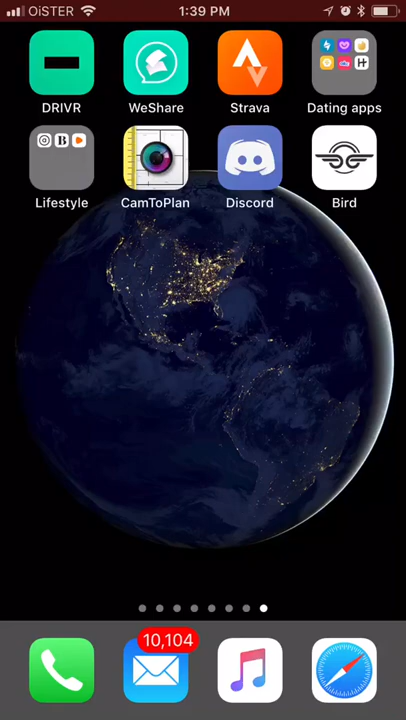 OiSTER 1:39 PM
DRIVR WeShare Strava Dating apps
Lifestyle CamToPlan Discord Bird
10,104